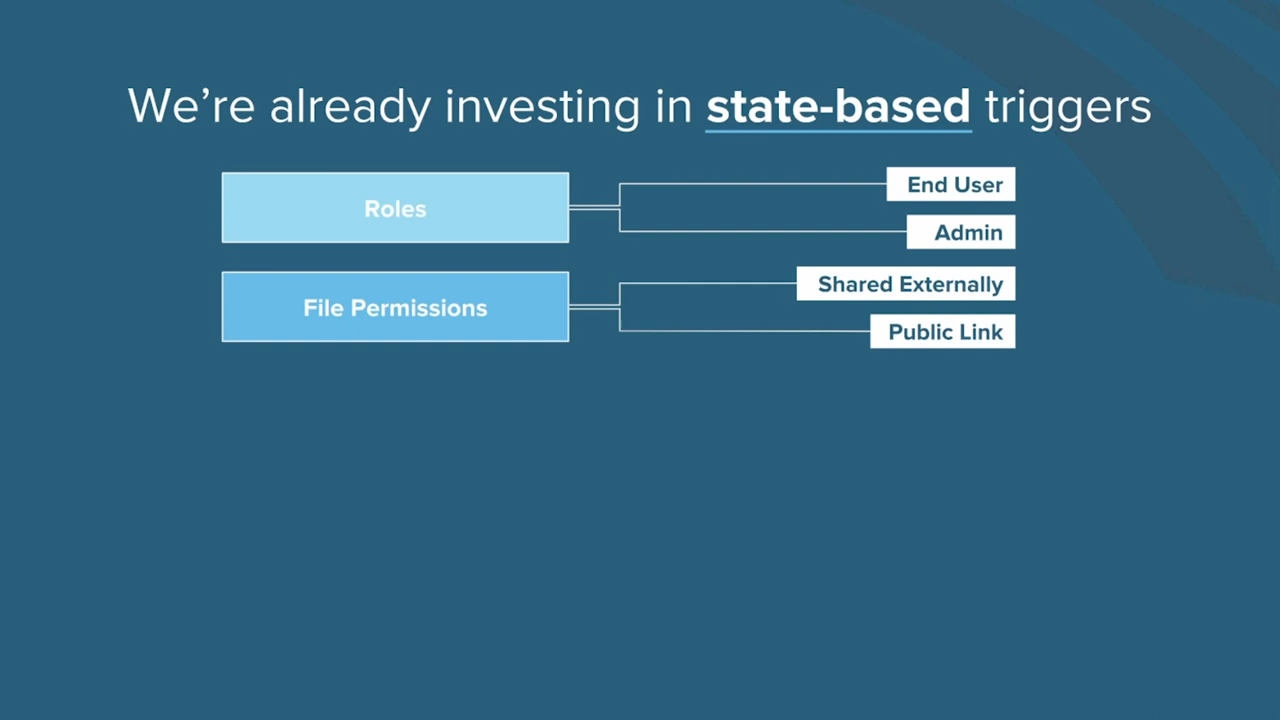 We’re already investing in state-based triggers
Roles
End User
Admin
File Permissions
Shared Externally
Public Link